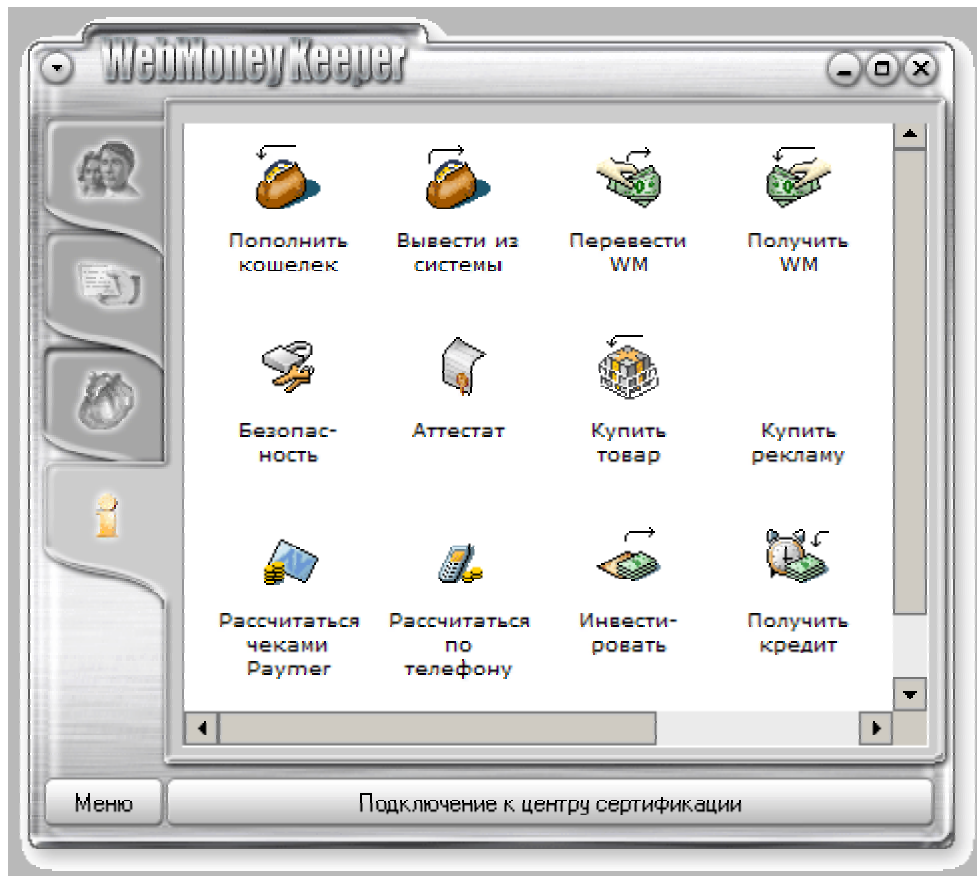 WebMoney Keeper
Пополнить
кошелек
Вывести из
системы
Перевести
WM
Получить
WM
Безопас-
ность
Аттестат
Купить
товар
Купить
рекламу
Рассчитаться
чеками
Paymer
Рассчитаться
по
телефону
Инвести-
ровать
Получить
кредит
Меню
Подключение к центру сертификации